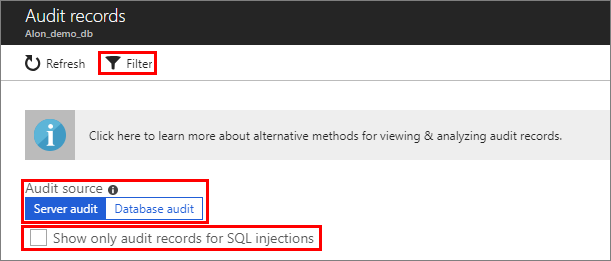 Audit records
Alon_demo_db
Refresh Filter
Click here to learn more about alternative methods for viewing & analyzing audit records.
Audit source
Server audit Database audit
Show only audit records for SQL injections